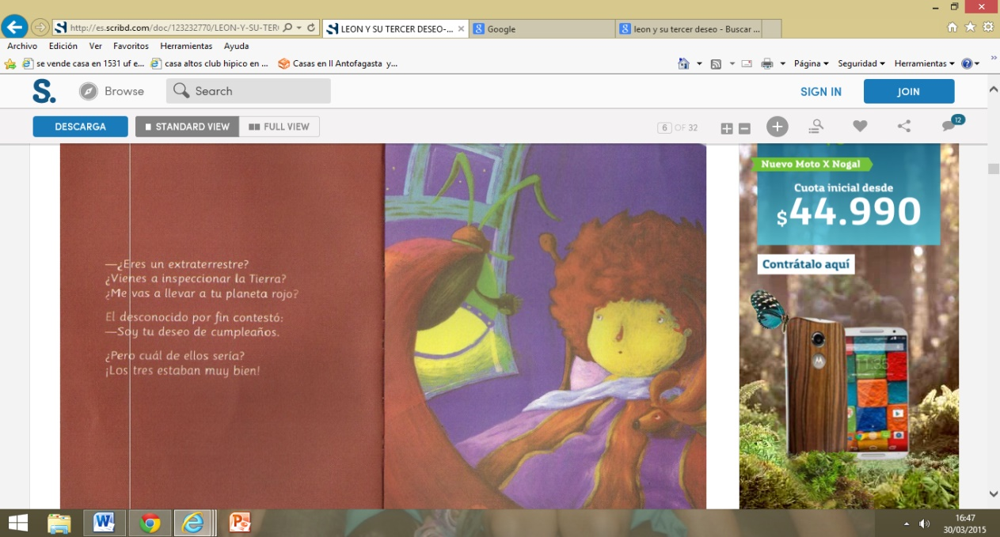 http://es.scribd.com/doc/123232770/LEON-Y-SU-TER
LEON Y SU TERCER DESEO-...
Google
leon y su tercer deseo - Buscar ...
Archivo Edición Ver Favoritos Herramientas Ayuda
se vende casa en 1531 uf e...
casa altos club hipico en ...
Casas en II Antofagasta y...
Página
Seguridad
Herramientas
S.
Browse
Search
SIGN IN
JOIN
DESCARGA
STANDARD VIEW
FULL VIEW
6 OF 32
12
—¿Eres un extraterrestre?
¿Vienes a inspeccionar la Tierra?
¿Me vas a llevar a tu planeta rojo?
El desconocido por fin contestó:
—Soy tu deseo de cumpleaños.
¿Pero cuál de ellos sería?
¡Los tres estaban muy bien!
Nuevo Moto X Nogal
Cuota inicial desde
$44.990
Contrátalo aquí
11:35
16:47
30/03/2015